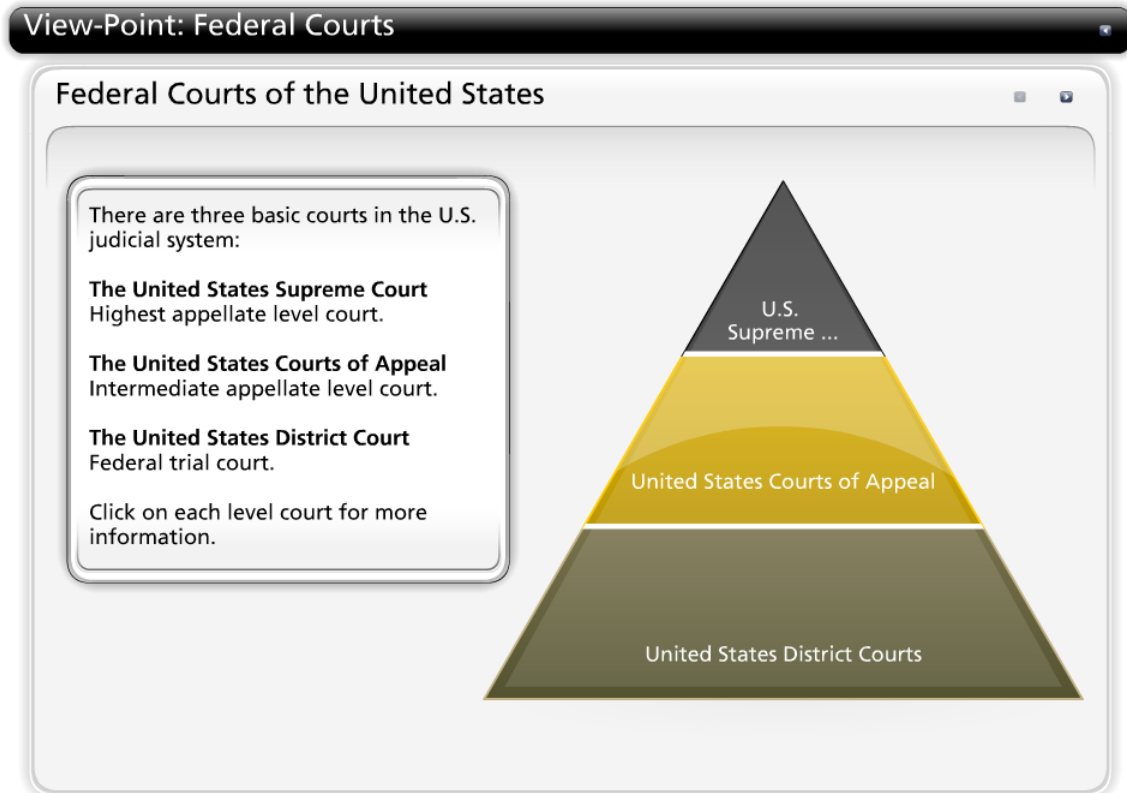 View-Point: Federal Courts
Federal Courts of the United States
There are three basic courts in the U.S.
judicial system:
The United States Supreme Court
Highest appellate level court.
The United States Courts of Appeal
Intermediate appellate level court.
The United States District Court
Federal trial court.
Click on each level court for more
information.
U.S.
Supreme ...
United States Courts of Appeal
United States District Courts